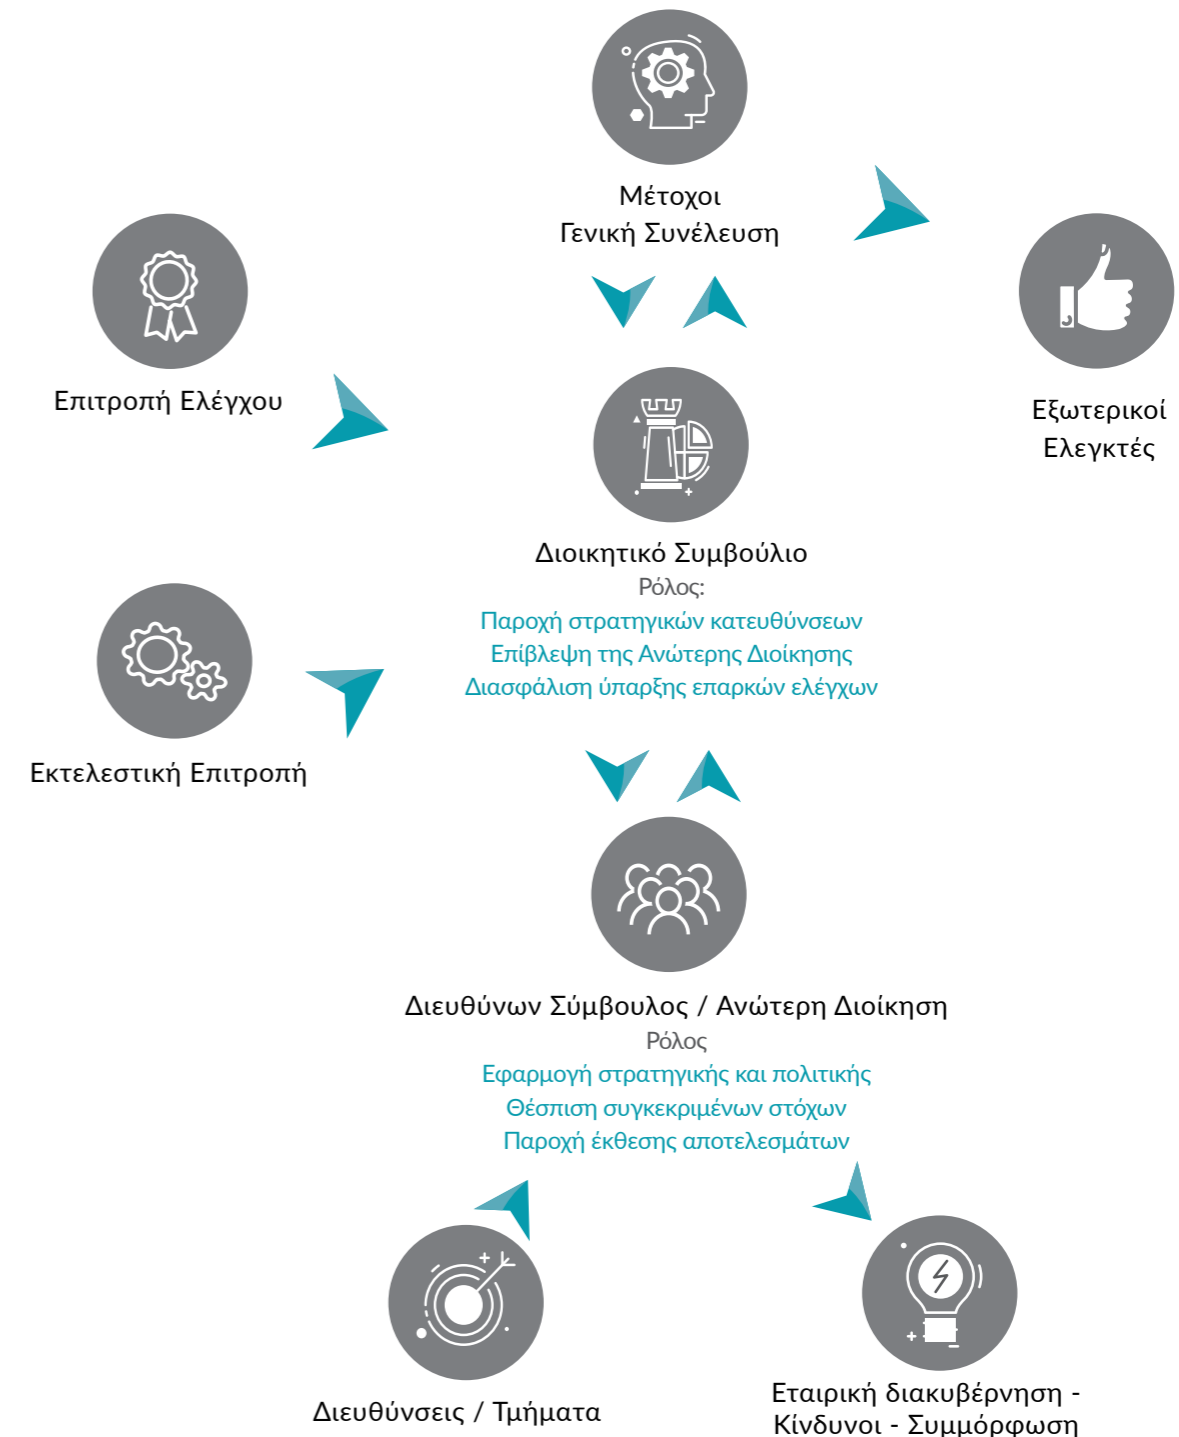 Μέτοχοι
Γενική Συνέλευση
Επιτροπή Ελέγχου
Εξωτερικοί
Ελεγκτές
Διοικητικό Συμβούλιο
Ρόλος:
Παροχή στρατηγικών κατευθύνσεων
Επίβλεψη της Ανώτερης Διοίκησης
Διασφάλιση ύπαρξης επαρκών ελέγχων
Εκτελεστική Επιτροπή
Διευθύνων Σύμβουλος / Ανώτερη Διοίκηση
Ρόλος
Εφαρμογή στρατηγικής και πολιτικής
Θέσπιση συγκεκριμένων στόχων
Παροχή έκθεσης αποτελεσμάτων
Διευθύνσεις / Τμήματα
Εταιρική διακυβέρνηση -
Κίνδυνοι - Συμμόρφωση